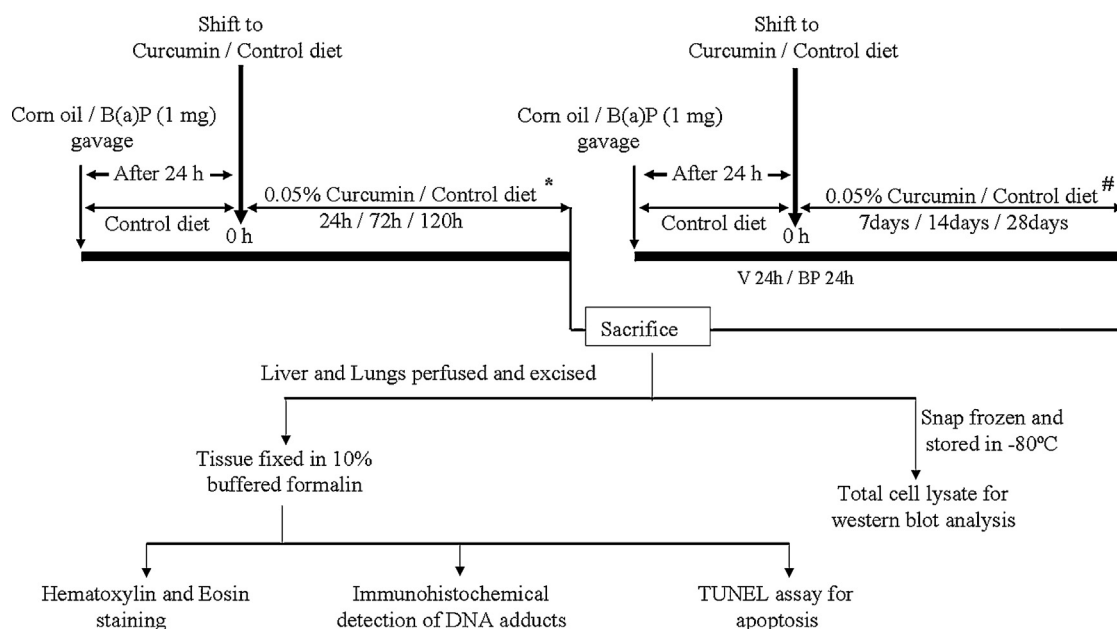 Shift to
Curcumin / Control diet
Corn oil / B(a)P (1 mg)
gavage
After 24 h
Control diet
0 h
0.05% Curcumin / Control diet *
24h / 72h / 120h
Shift to
Curcumin / Control diet
Corn oil / B(a)P (1 mg)
gavage
After 24 h
Control diet
0 h
0.05% Curcumin / Control diet #
7days / 14days / 28days
V 24h / BP 24h
Sacrifice
Liver and Lungs perfused and excised
Snap frozen and
stored in -80ºC
Tissue fixed in 10%
buffered formalin
Total cell lysate for
western blot analysis
Hematoxylin and Eosin
staining
Immunohistochemical
detection of DNA adducts
TUNEL assay for
apoptosis